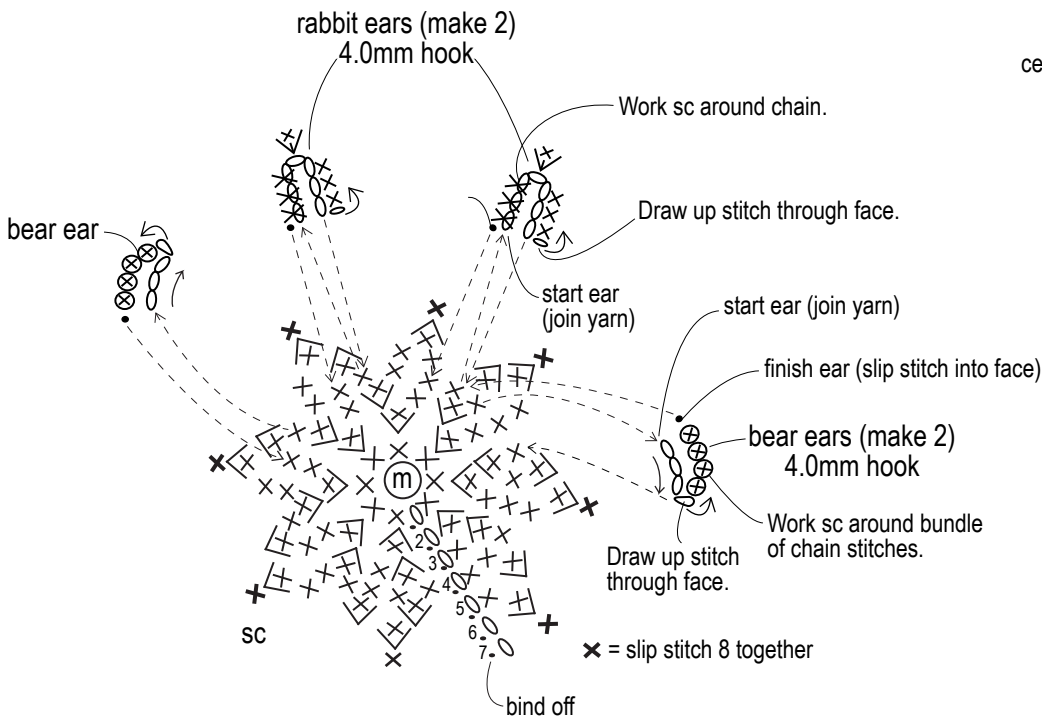 rabbit ears (make 2)
4.0mm hook
ce
Work sc around chain.
Draw up stitch through face.
bear ear
start ear
(join yarn)
start ear (join yarn)
finish ear (slip stitch into face)
bear ears (make 2)
4.0mm hook
m
Work sc around bundle
of chain stitches.
Draw up stitch
through face.
2
3
4
5
6
7
sc
= slip stitch 8 together
bind off